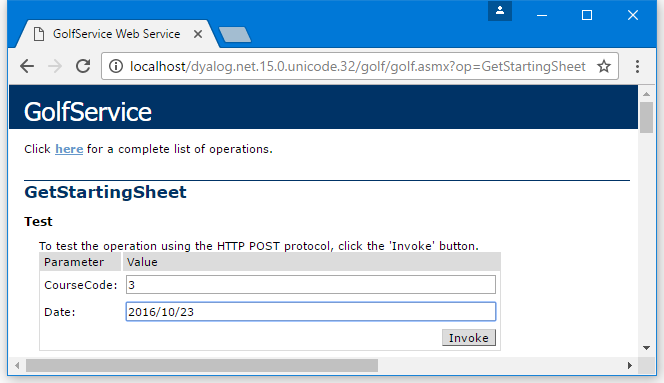 GolfService Web Service
localhost/dyalog.net.15.0.unicode.32/golf/golf.asmx?op=GetStartingSheet
GolfService
Click here for a complete list of operations.
GetStartingSheet
Test
To test the operation using the HTTP POST protocol, click the 'Invoke' button.
Parameter Value
CourseCode: 3
Date: 2016/10/23
Invoke